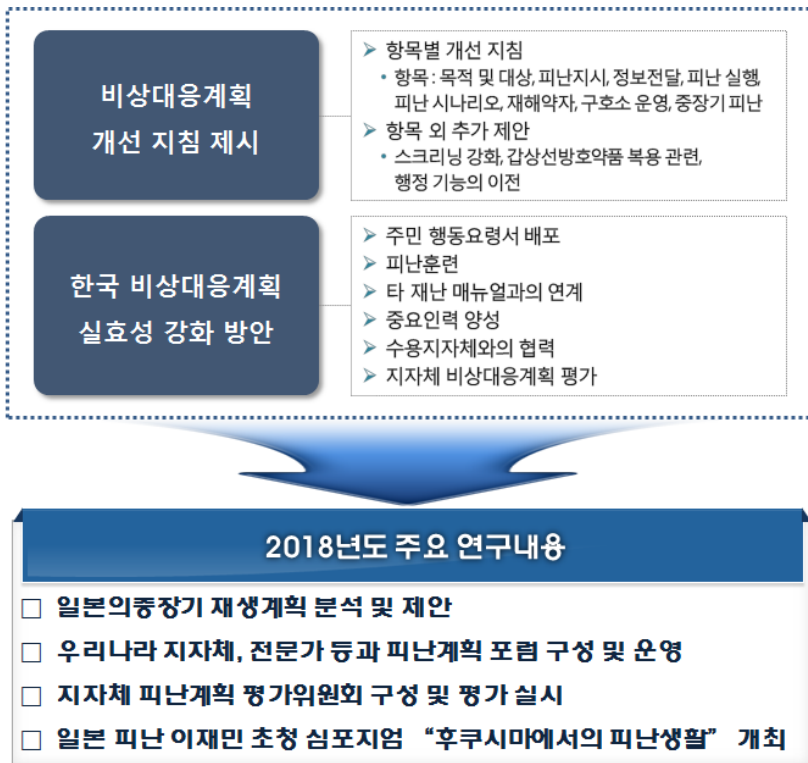 비상대응계획
개선 지침 제시
➢ 항목별 개선 지침
• 항목 : 목적 및 대상, 피난지시, 정보전달, 피난 실행,
피난 시나리오, 재해약자, 구호소 운영, 중장기 피난
➢ 항목 외 추가 제안
• 스크리닝 강화, 갑상선방호약품 복용 관련,
행정 기능의 이전
한국 비상대응계획
실효성 강화 방안
➢ 주민 행동요령서 배포
➢ 피난훈련
➢ 타 재난 매뉴얼과의 연계
➢ 중요인력 양성
➢ 수용지자체와의 협력
➢ 지자체 비상대응계획 평가
2018년도 주요 연구내용
□ 일본의중장기 재생계획 분석 및 제안
□ 우리나라 지자체, 전문가 등과 피난계획 포럼 구성 및 운영
□ 지자체 피난계획 평가위원회 구성 및 평가 실시
□ 일본 피난 이재민 초청 심포지엄 “후쿠시마에서의 피난생활” 개최